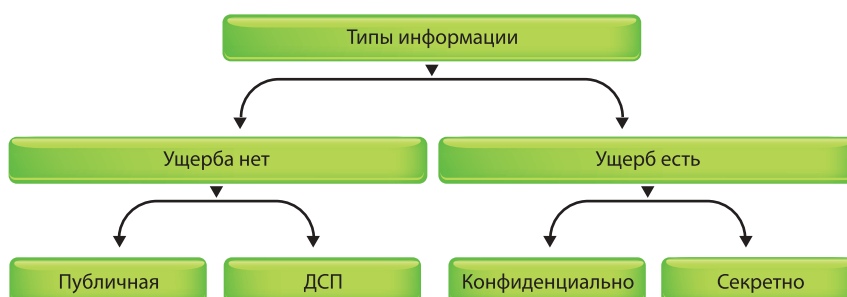 Типы информации
Ущерба нет
Ущерб есть
Публичная
ДСП
Конфиденциально
Секретно